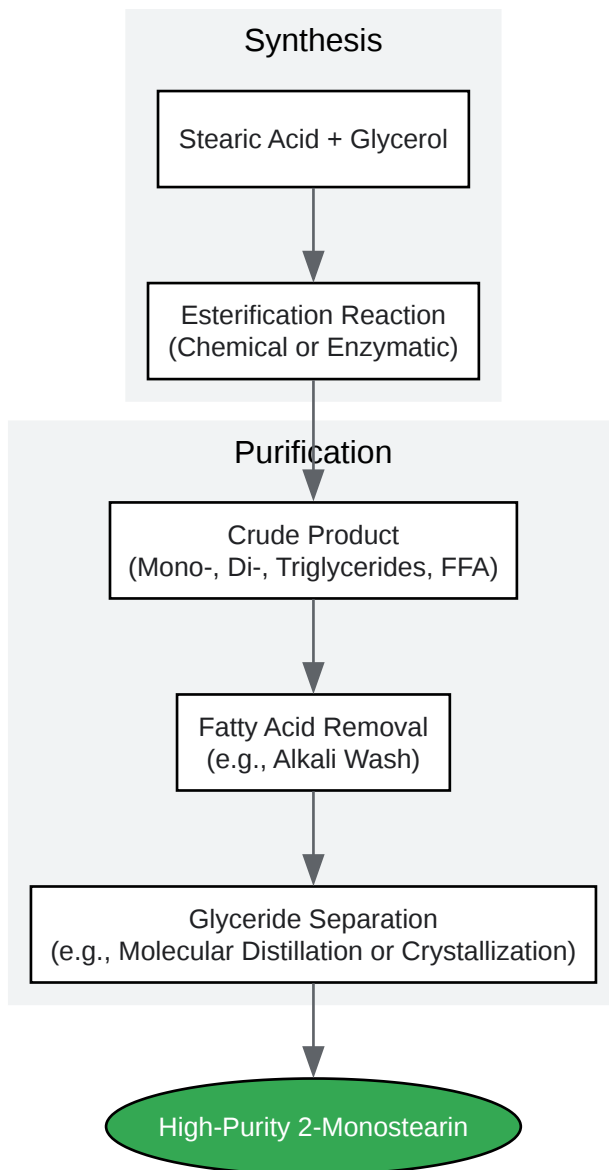 Synthesis
Stearic Acid + Glycerol
Esterification Reaction
(Chemical or Enzymatic)
Purification
Crude Product
(Mono-, Di-, Triglycerides, FFA)
Fatty Acid Removal
(e.g., Alkali Wash)
Glyceride Separation
(e.g., Molecular Distillation or Crystallization)
High-Purity 2-Monostearin